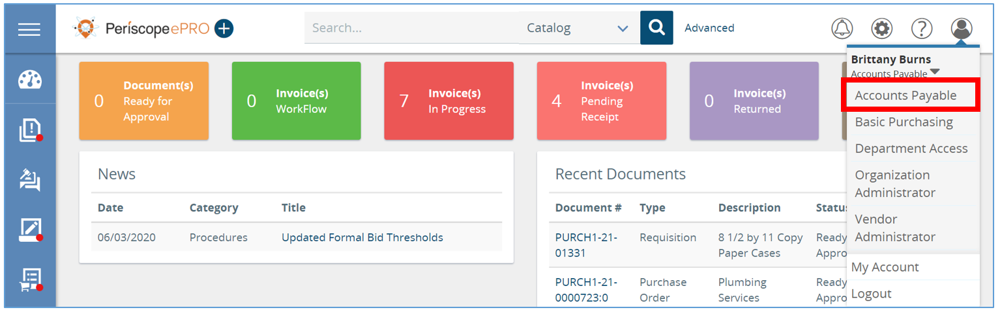 Periscope ePRO
Search...
Catalog
Advanced
Brittany Burns
Accounts Payable
Accounts Payable
Basic Purchasing
Department Access
Organization
Administrator
Vendor
Administrator
My Account
Logout
0
Document(s)
Ready for
Approval
0
Invoice(s)
WorkFlow
7
Invoice(s)
In Progress
4
Invoice(s)
Pending
Receipt
0
Invoice(s)
Returned
News
Date Category Title
06/03/2020 Procedures Updated Formal Bid Thresholds
Recent Documents
Document # Type Description Statu
PURCH1-21- Requisition 8 1/2 by 11 Copy Ready
01331 Paper Cases Appro
PURCH1-21- Purchase Plumbing Ready
0000723:0 Order Services Appro